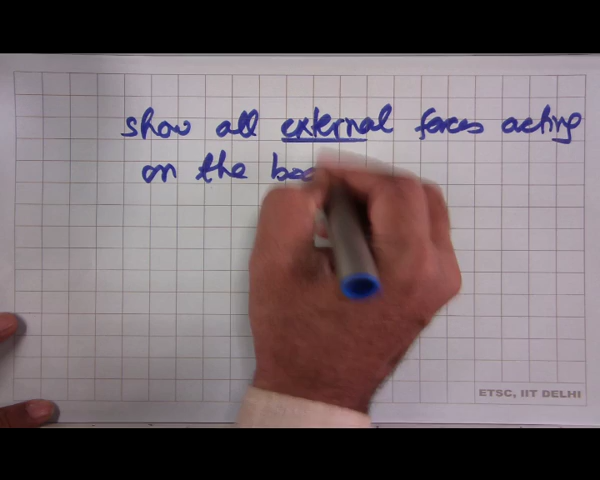 show all external forces acting
on the
ETSC, IIT DELHI